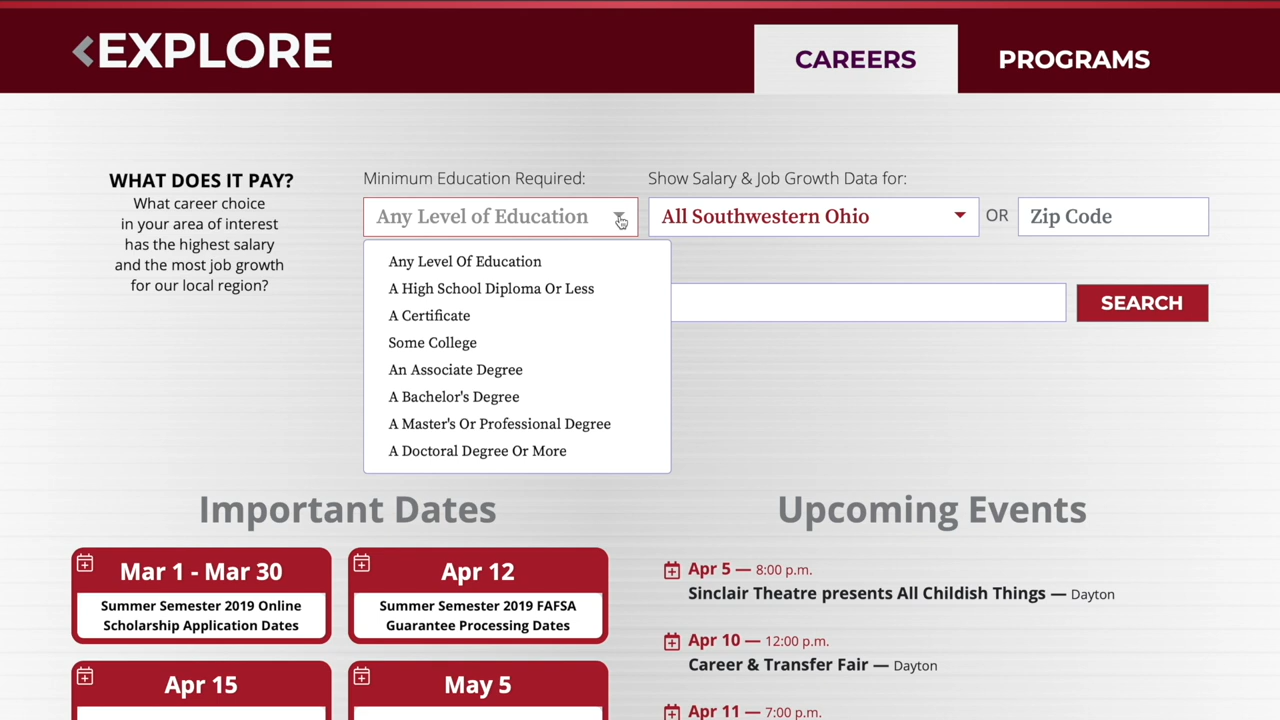 EXPLORE
CAREERS
PROGRAMS
WHAT DOES IT PAY?
What career choice
in your area of interest
has the highest salary
and the most job growth
for our local region?
Minimum Education Required:
Any Level of Education
Any Level Of Education
A High School Diploma Or Less
A Certificate
Some College
An Associate Degree
A Bachelor's Degree
A Master's Or Professional Degree
A Doctoral Degree Or More
Show Salary & Job Growth Data for:
All Southwestern Ohio
OR
Zip Code
SEARCH
Important Dates
Mar 1 - Mar 30
Summer Semester 2019 Online
Scholarship Application Dates
Apr 12
Summer Semester 2019 FAFSA
Guarantee Processing Dates
Apr 15
May 5
Upcoming Events
Apr 5 — 8:00 p.m.
Sinclair Theatre presents All Childish Things — Dayton
Apr 10 — 12:00 p.m.
Career & Transfer Fair — Dayton
Apr 11 — 7:00 p.m.